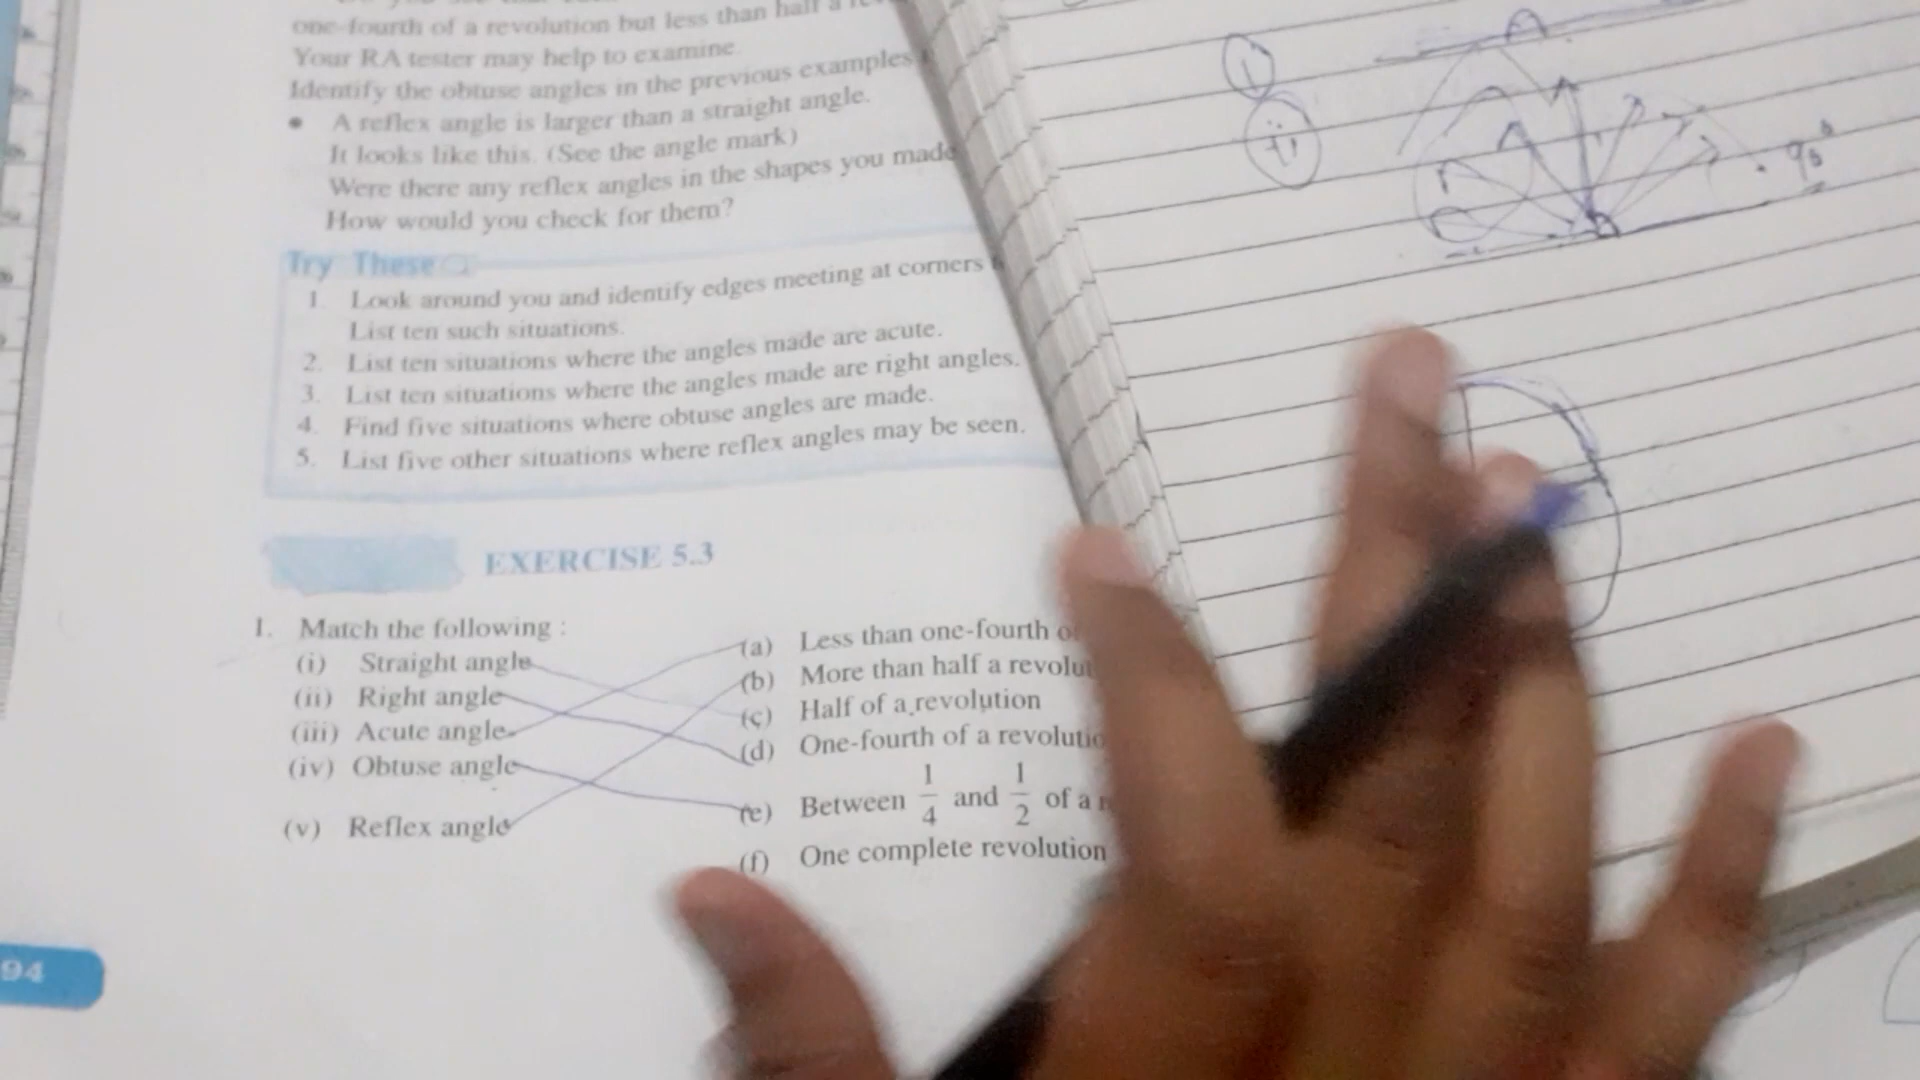 one-fourth of a revolution but less than half a
Your RA tester may help to examine.
Identify the obtuse angles in the previous examples
• A reflex angle is larger than a straight angle.
It looks like this. (See the angle mark)
Were there any reflex angles in the shapes you made
How would you check for them?
Try These
1. Look around you and identify edges meeting at corners
List ten such situations.
2. List ten situations where the angles made are acute.
3. List ten situations where the angles made are right angles.
4. Find five situations where obtuse angles are made.
5. List five other situations where reflex angles may be seen.
EXERCISE 5.3
1. Match the following :
(i) Straight angle (a) Less than one-fourth
(ii) Right angle (b) More than half a
(iii) Acute angle (c) Half of a revolution
(iv) Obtuse angle (d) One-fourth of a
(v) Reflex angle (e) Between 1/4 and 1/2 of a
(f) One complete revolution
94
i
ii
90°